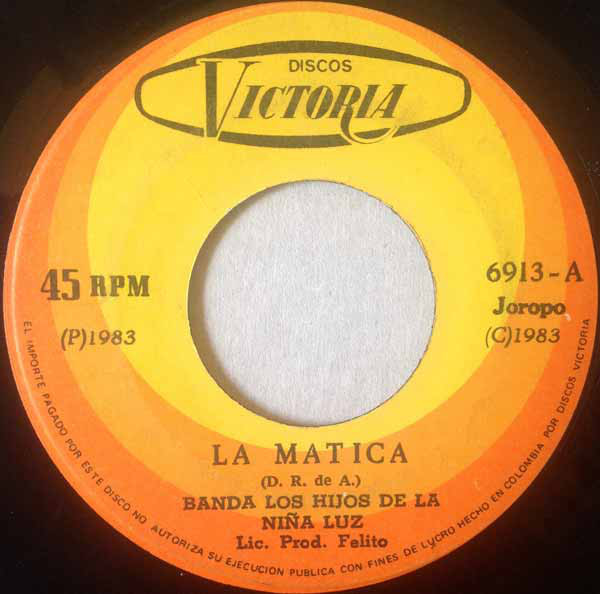 DISCOS
VICTORIA
45 RPM
(P)1983
6913-A
Joropo
(C)1983
LA MATICA
(D. R. de A.)
BANDA LOS HIJOS DE LA
NIÑA LUZ
Lic. Prod. Felito
EL IMPORTE PAGADO POR ESTE DISCO NO AUTORIZA SU EJECUCION PUBLICA CON FINES DE LUCRO HECHO EN COLOMBIA POR DISCOS VICTORIA